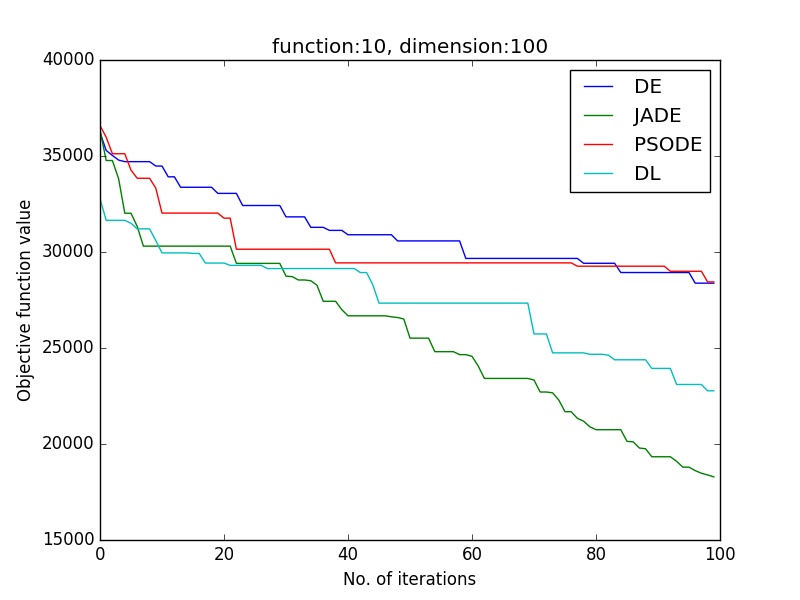 function:10, dimension:100
40000
35000
30000
25000
20000
15000
Objective function value
DE
JADE
PSODE
DL
0
20
40
60
80
100
No. of iterations